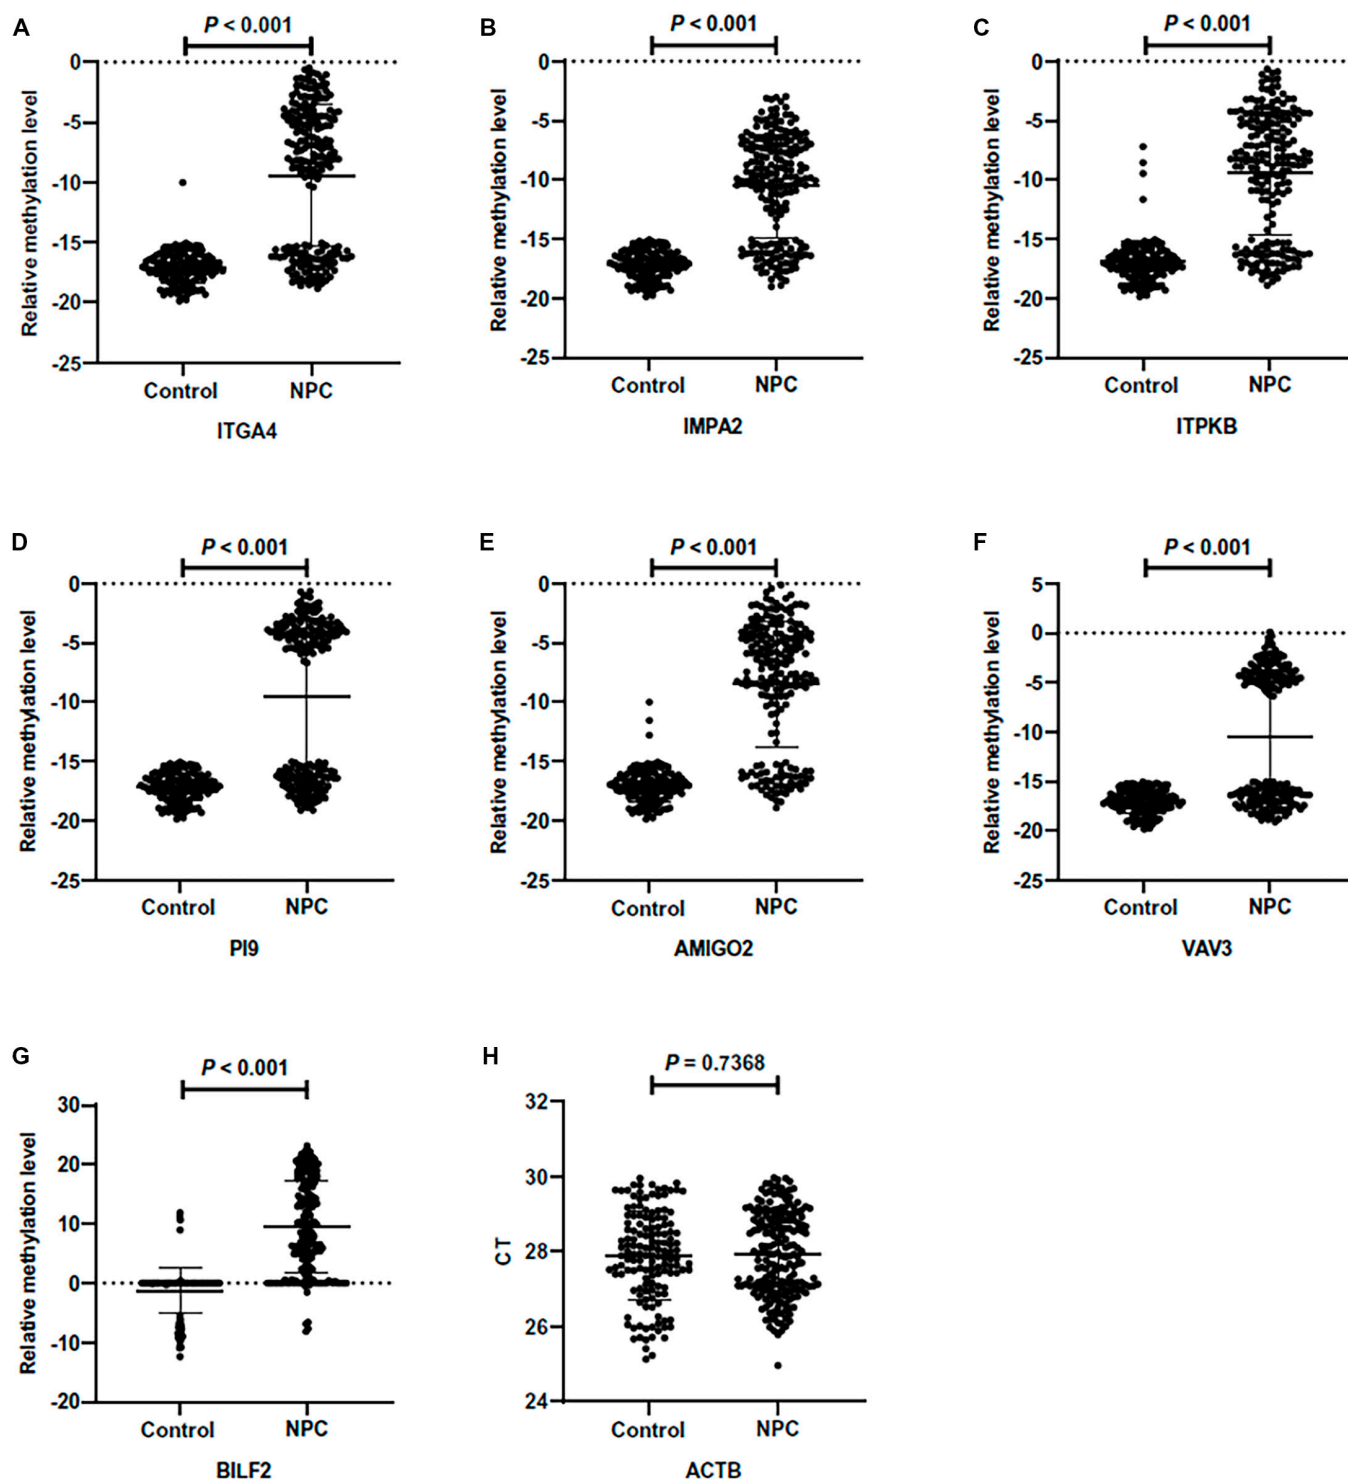 A
P < 0.001
Relative methylation level
0
-5
-10
-15
-20
-25
Control
NPC
ITGA4
B
P < 0.001
Relative methylation level
0
-5
-10
-15
-20
-25
Control
NPC
IMPA2
C
P < 0.001
Relative methylation level
0
-5
-10
-15
-20
-25
Control
NPC
ITPKB
D
P < 0.001
Relative methylation level
0
-5
-10
-15
-20
-25
Control
NPC
PI9
E
P < 0.001
Relative methylation level
0
-5
-10
-15
-20
-25
Control
NPC
AMIGO2
F
P < 0.001
Relative methylation level
5
0
-5
-10
-15
-20
-25
Control
NPC
VAV3
G
P < 0.001
Relative methylation level
30
20
10
0
-10
-20
Control
NPC
BILF2
H
P = 0.7368
CT
32
30
28
26
24
Control
NPC
ACTB